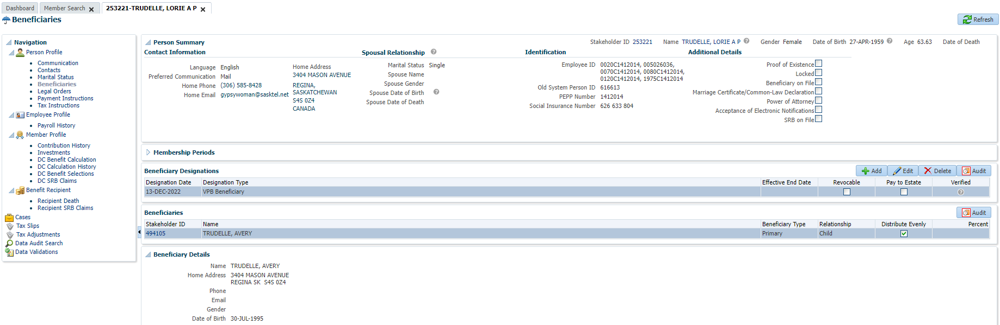 Dashboard
Member Search
253221-TRUDELLE, LORIE A P
Beneficiaries
Refresh
Navigation
Person Profile
Communication
Contacts
Marital Status
Beneficiaries
Legal Orders
Payment Instructions
Tax Instructions
Employee Profile
Payroll History
Member Profile
Contribution History
Investments
DC Benefit Calculation
DC Calculation History
DC Benefit Selections
DC SRB Claims
Benefit Recipient
Recipient Death
Recipient SRB Claims
Cases
Tax Slips
Tax Adjustments
Data Audit Search
Data Validations
Person Summary
Stakeholder ID 253221 Name TRUDELLE, LORIE A P Gender Female Date of Birth 27-APR-1959 Age 63.63 Date of Death
Contact Information
Language English
Preferred Communication Mail
Home Phone (306) 585-8428
Home Email gypsywoman@sasktel.net
Home Address
3404 MASON AVENUE
REGINA,
SASKATCHEWAN
S4S 0Z4
CANADA
Spousal Relationship
Marital Status Single
Spouse Name
Spouse Gender
Spouse Date of Birth
Spouse Date of Death
Identification
Employee ID 0020C1412014, 005026036,
0070C1412014, 0080C1412014,
0120C1412014, 1975C1412014
Old System Person ID 616613
PEPP Number 1412014
Social Insurance Number 626 633 804
Additional Details
Proof of Existence
Locked
Beneficiary on File
Marriage Certificate/Common-Law Declaration
Power of Attorney
Acceptance of Electronic Notifications
SRB on File
Membership Periods
Beneficiary Designations
Add Edit Delete Audit
Designation Date Designation Type Effective End Date Revocable Pay to Estate Verified
13-DEC-2022 VPB Beneficiary
Beneficiaries
Audit
Stakeholder ID Name Beneficiary Type Relationship Distribute Evenly Percent
494105 TRUDELLE, AVERY Primary Child
Beneficiary Details
Name TRUDELLE, AVERY
Home Address 3404 MASON AVENUE
REGINA SK S4S 0Z4
Phone
Email
Gender
Date of Birth 30-JUL-1995